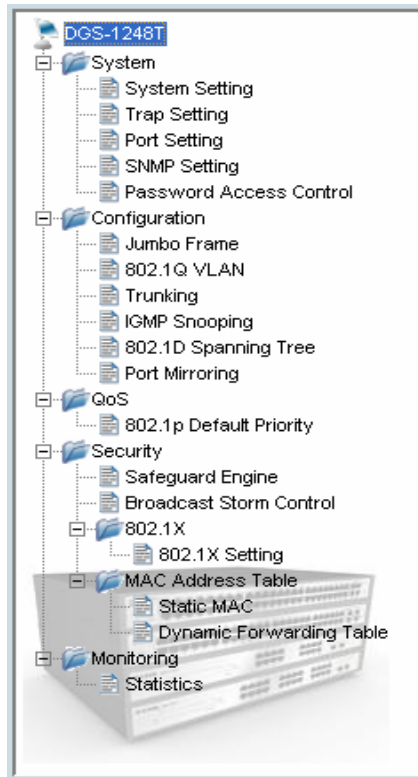 DGS-1248T
System
System Setting
Trap Setting
Port Setting
SNMP Setting
Password Access Control
Configuration
Jumbo Frame
802.1Q VLAN
Trunking
IGMP Snooping
802.1D Spanning Tree
Port Mirroring
QoS
802.1p Default Priority
Security
Safeguard Engine
Broadcast Storm Control
802.1X
802.1X Setting
MAC Address Table
Static MAC
Dynamic Forwarding Table
Monitoring
Statistics